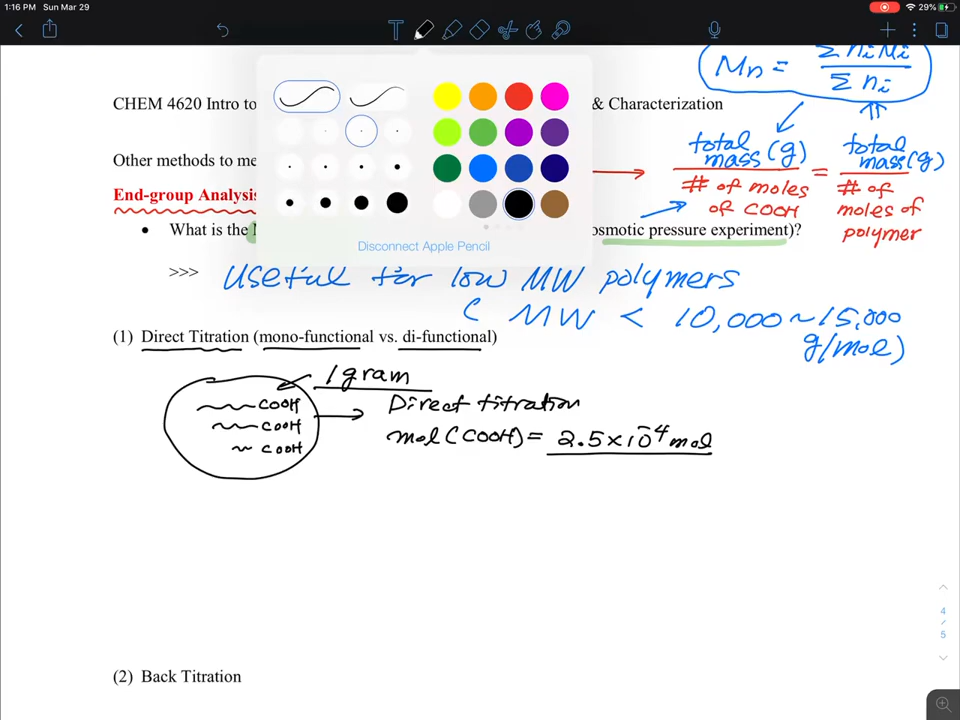 1:16 PM Sun Mar 29
29%
T
Mn = Σ niMi / Σ ni
CHEM 4620 Intro to
& Characterization
Other methods to me
total mass (g) / # of moles of COOH = total mass (g) / # of moles of polymer
End-group Analysis
• What is the
osmotic pressure experiment)?
Disconnect Apple Pencil
>>> Useful for low MW polymers
( MW < 10,000 ~ 15,000
g/mol)
(1) Direct Titration (mono-functional vs. di-functional)
1 gram
COOH
COOH
COOH
Direct titration
mol (COOH) = 2.5×10⁻⁴ mol
4
/
5
(2) Back Titration